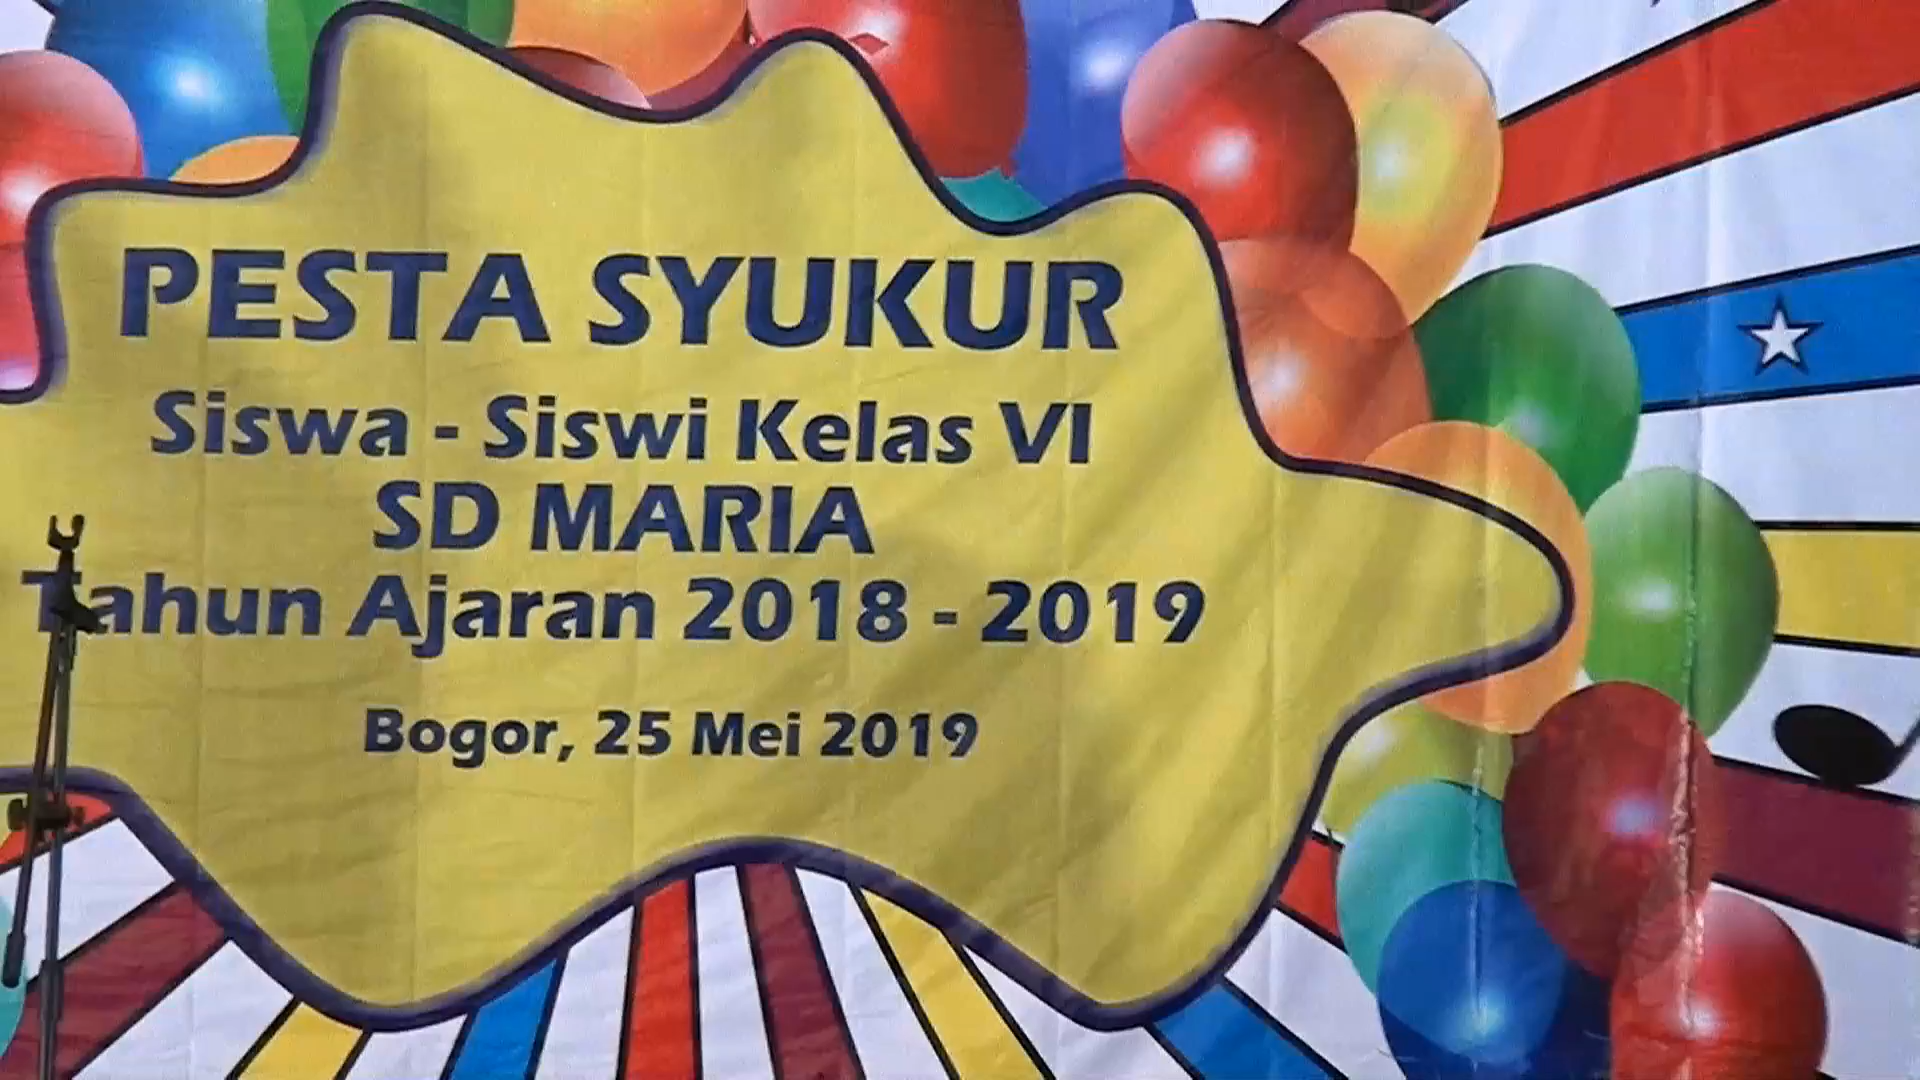 PESTA SYUKUR
Siswa - Siswi Kelas VI
SD MARIA
Tahun Ajaran 2018 - 2019
Bogor, 25 Mei 2019